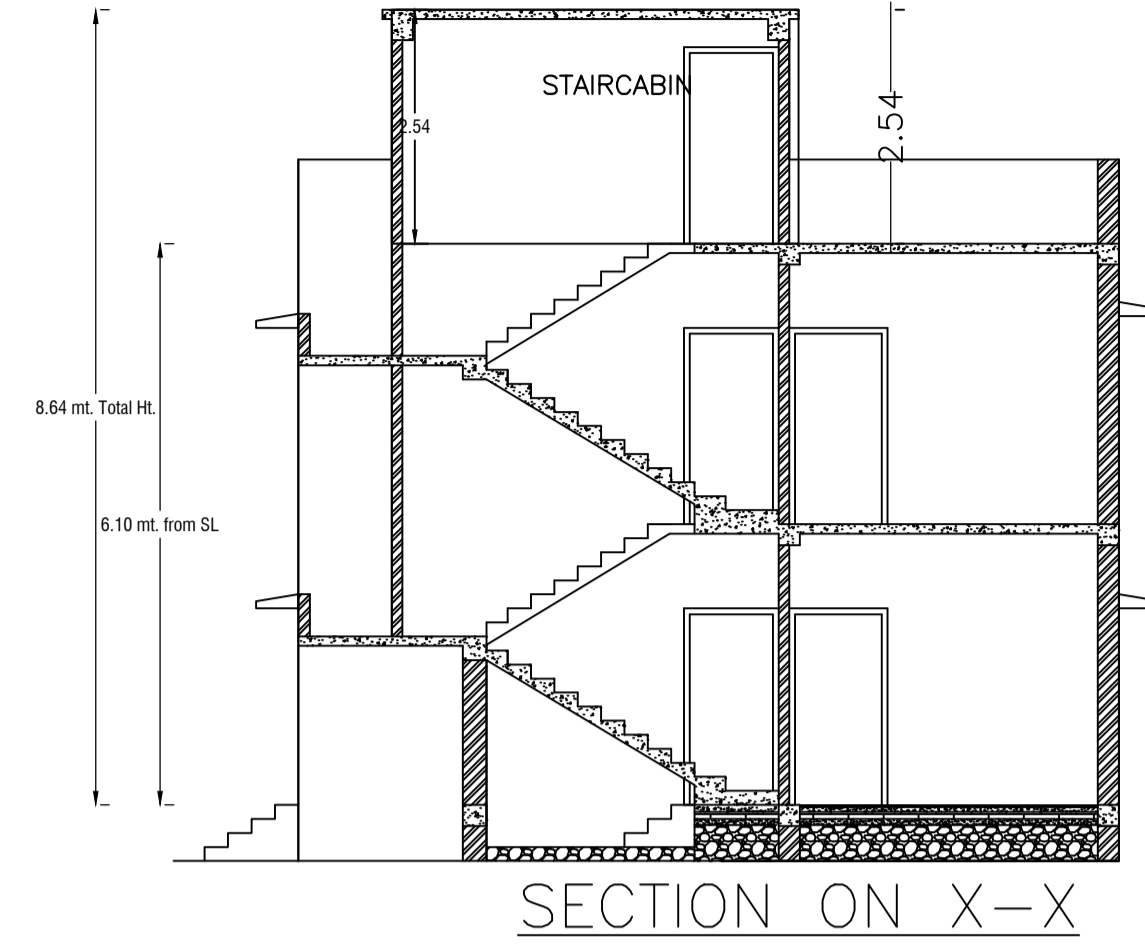 STAIRCABIN
2.54
2.54
8.64 mt. Total Ht.
6.10 mt. from SL
SECTION ON X-X